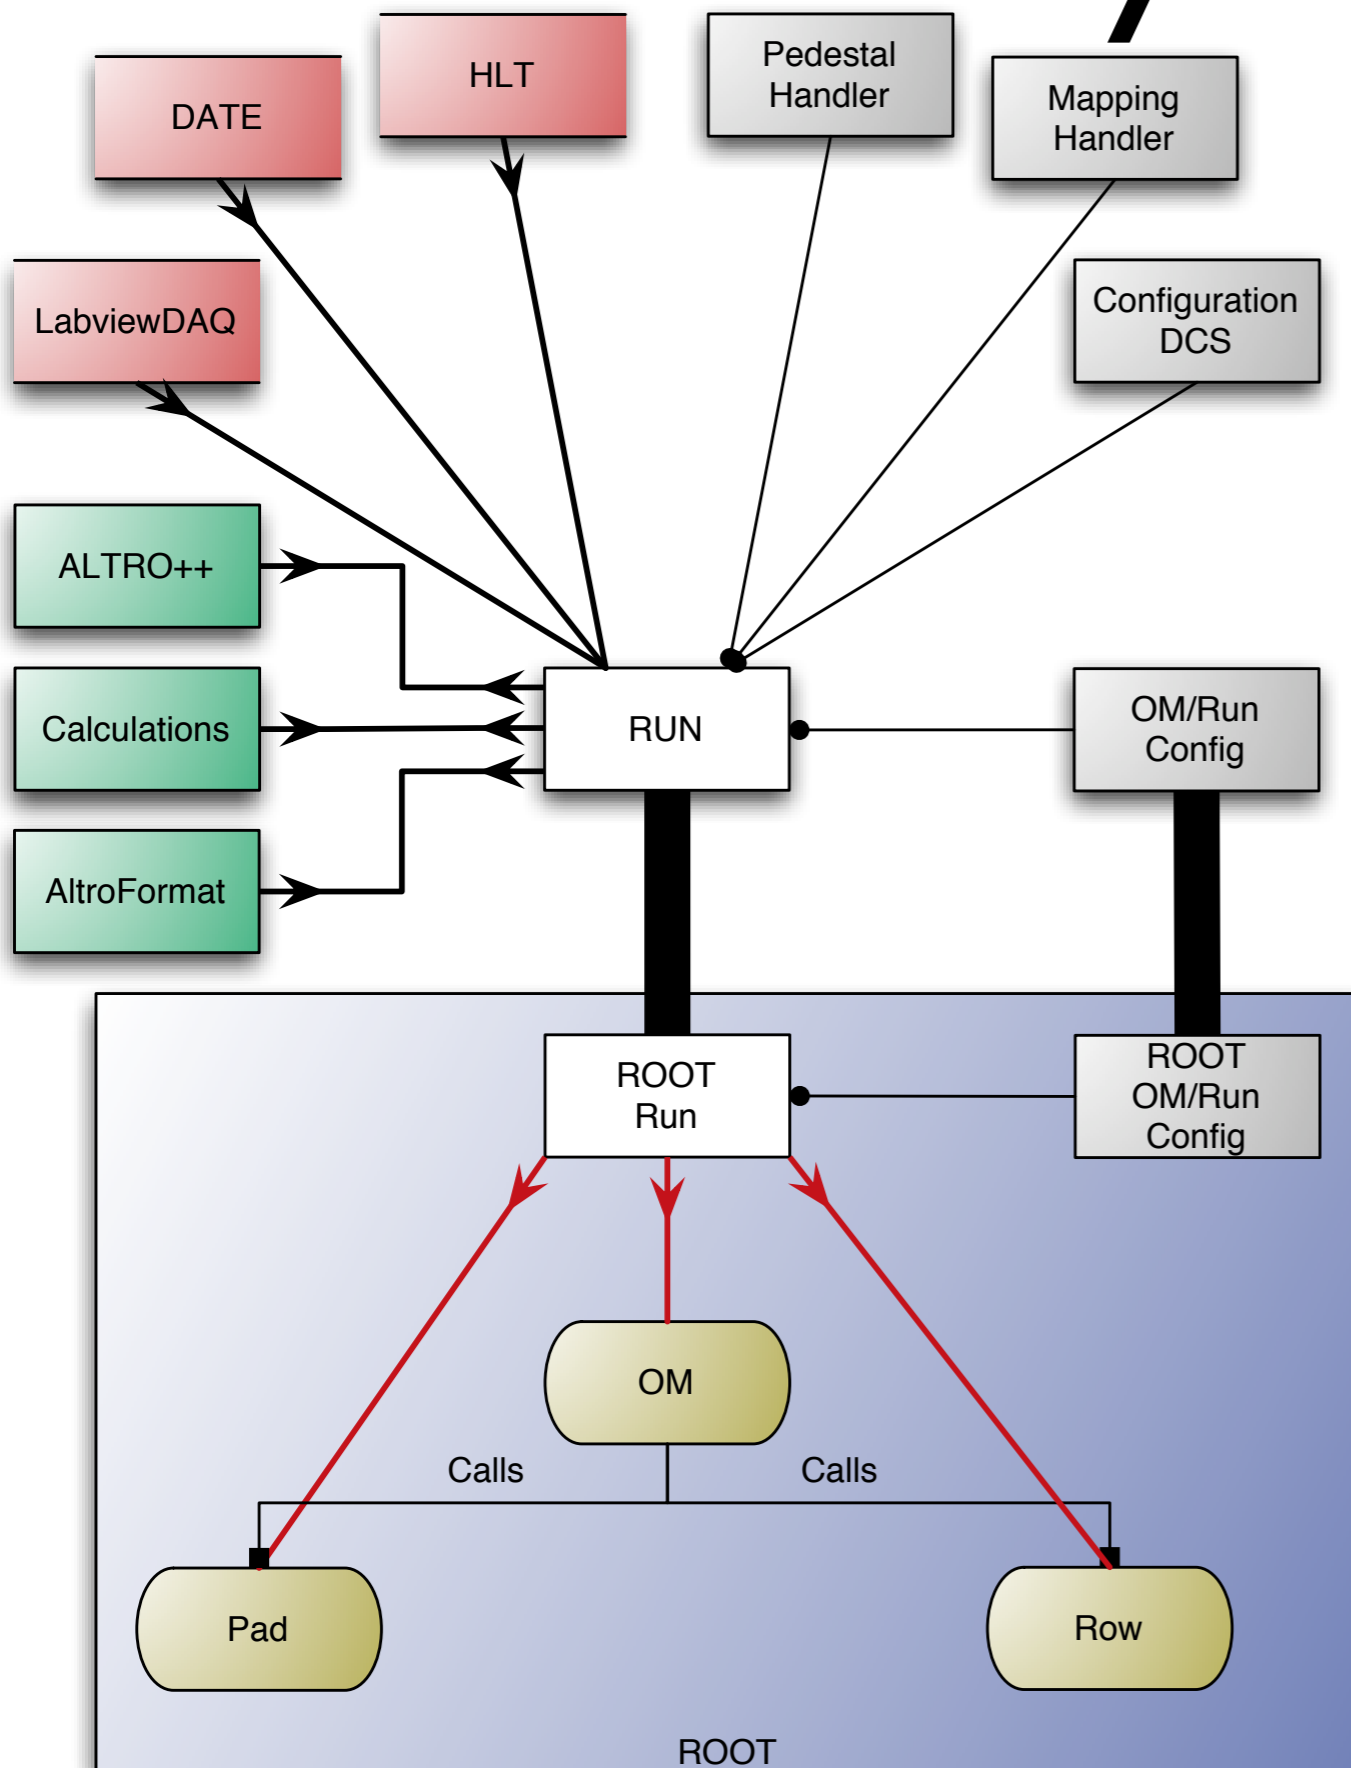 HLT
Pedestal
Handler
DATE
Mapping
Handler
LabviewDAQ
Configuration
DCS
ALTRO++
Calculations
RUN
OM/Run
Config
AltroFormat
ROOT
Run
ROOT
OM/Run
Config
OM
Calls
Calls
Pad
Row
ROOT